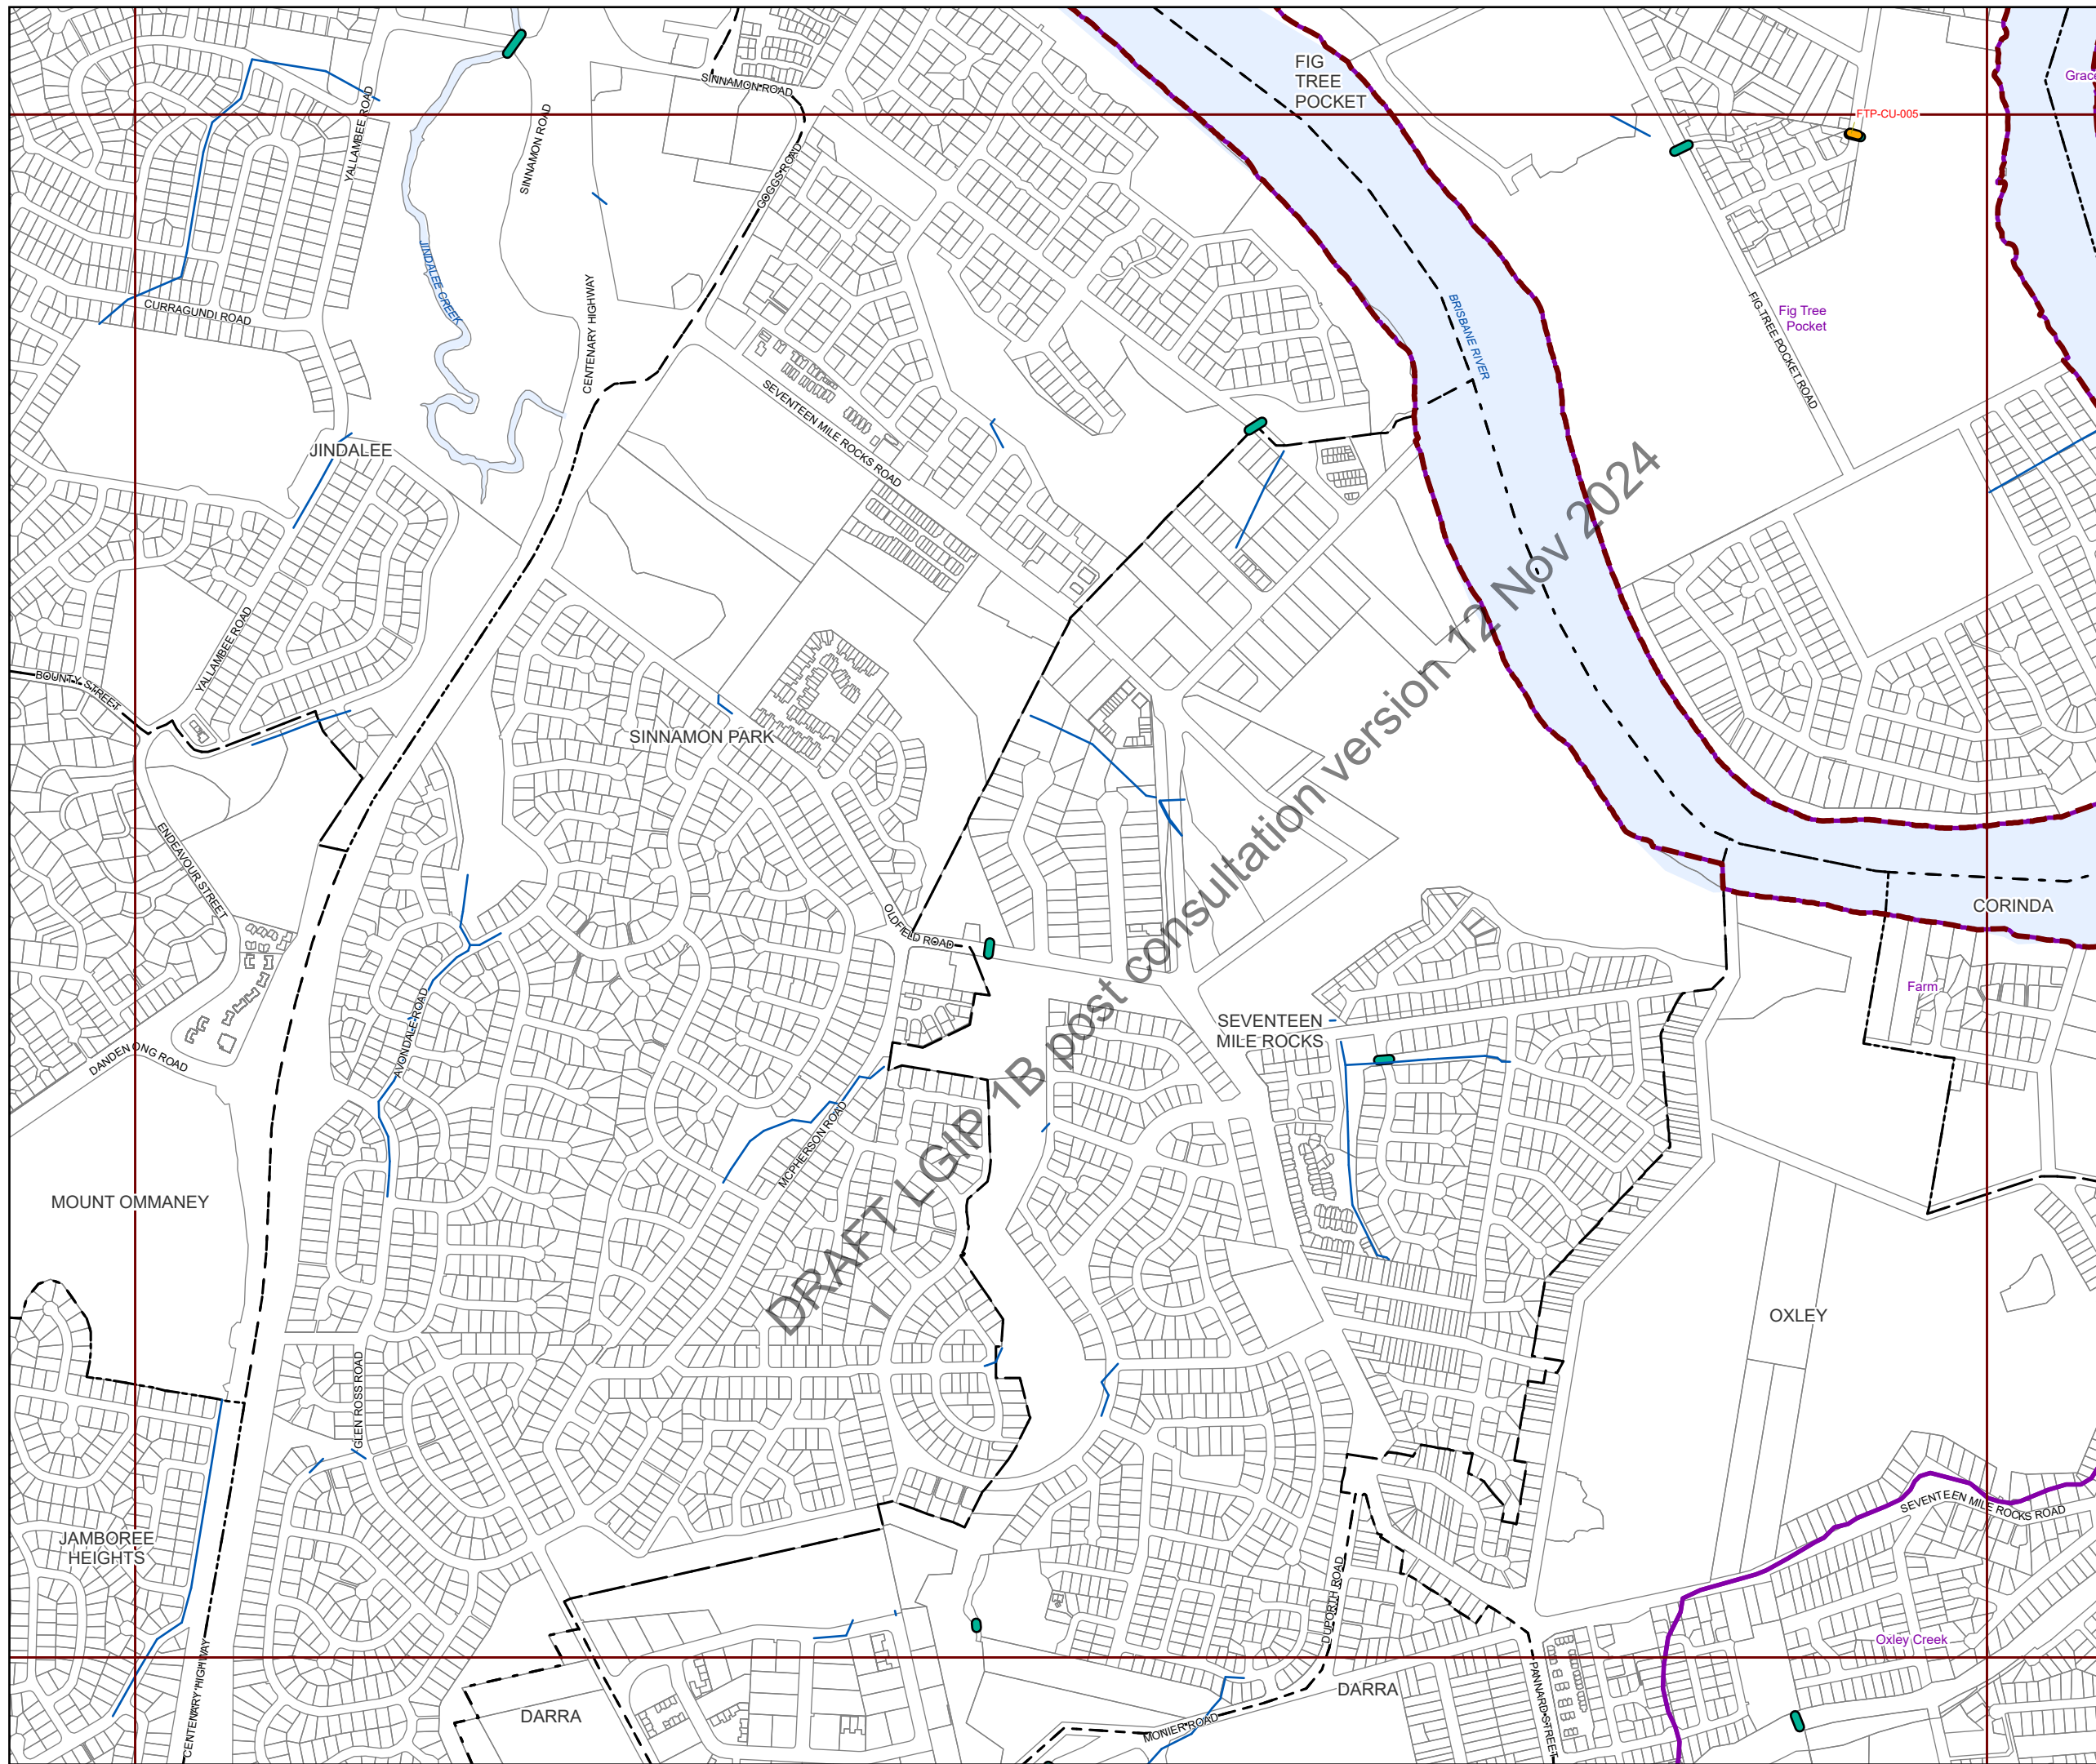 FIG
TREE
POCKET
Grace
SINNAMON ROAD
FTP-CU-005
YALLAMBEE ROAD
SINNAMON ROAD
GOGGS ROAD
JINDALEE CREEK
CURRAGUNDI ROAD
CENTENARY HIGHWAY
BRISBANE RIVER
FIG TREE POCKET ROAD
Fig Tree
Pocket
SEVENTEEN MILE ROCKS ROAD
JINDALEE
YALLAMBEE ROAD
BOUNTY STREET
SINNAMON PARK
ENDEAVOUR STREET
OLDFIELD ROAD
CORINDA
Farm
AVONDALE ROAD
SEVENTEEN
MILE ROCKS
DANDENONG ROAD
MCPHERSON ROAD
DRAFT LGIP 1B post consultation version 12 Nov 2024
MOUNT OMMANEY
OXLEY
GLEN ROSS ROAD
SEVENTEEN MILE ROCKS ROAD
JAMBOREE
HEIGHTS
DUPORTH ROAD
Oxley Creek
CENTENARY HIGHWAY
DARRA
DARRA
MONIER ROAD
PANNARD STREET